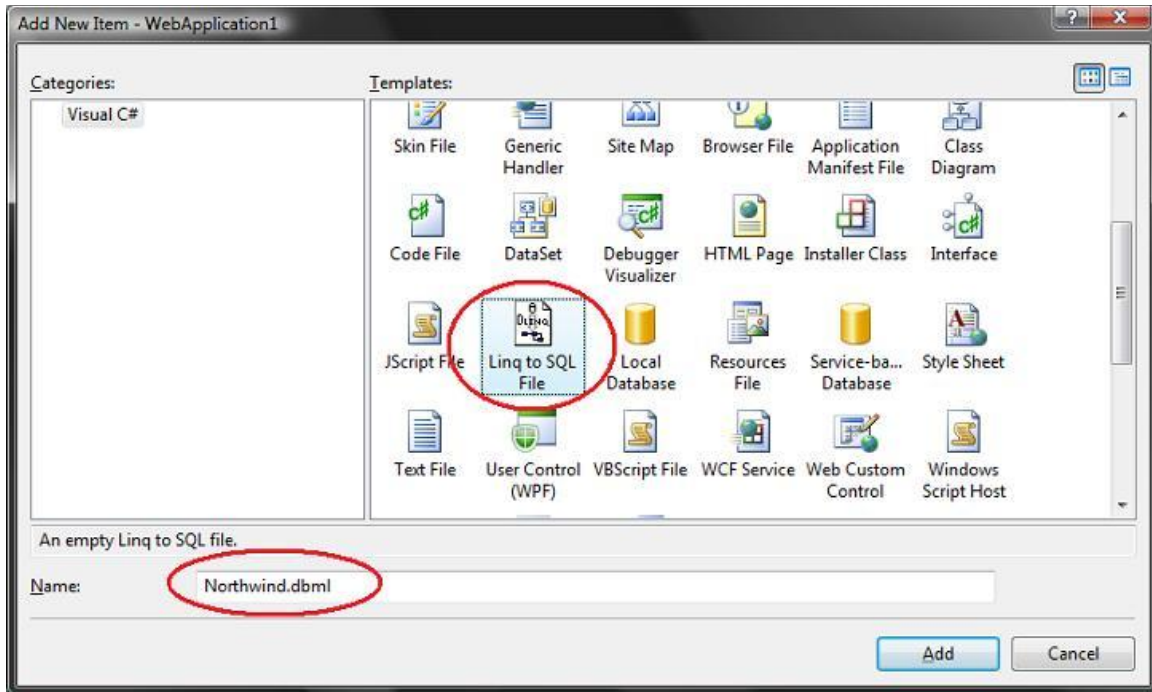 Add New Item - WebApplication1
Categories:
Templates:
Visual C#
Skin File
Generic
Handler
Site Map
Browser File
Application
Manifest File
Class
Diagram
Code File
DataSet
Debugger
Visualizer
HTML Page
Installer Class
Interface
JScript File
Linq to SQL
File
Local
Database
Resources
File
Service-ba...
Database
Style Sheet
Text File
User Control
(WPF)
VBScript File
WCF Service
Web Custom
Control
Windows
Script Host
An empty Linq to SQL file.
Name:
Northwind.dbml
Add
Cancel